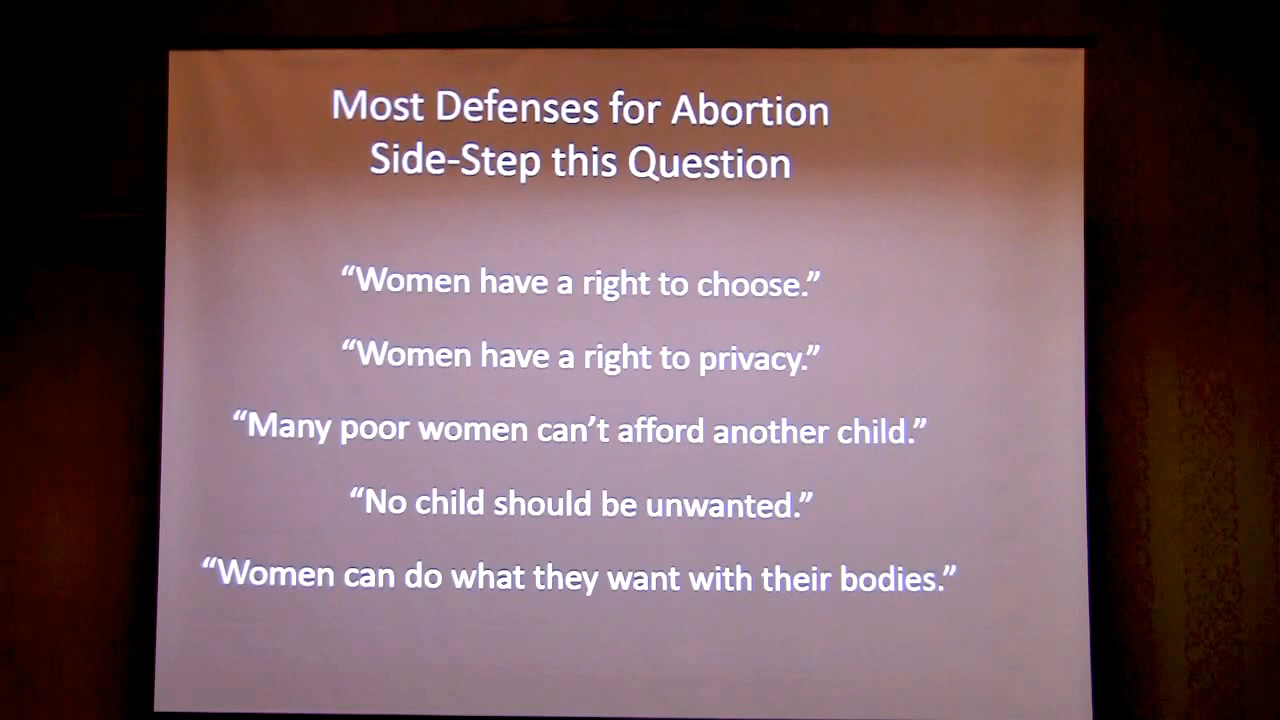 Most Defenses for Abortion
Side-Step this Question
“Women have a right to choose.”
“Women have a right to privacy.”
“Many poor women can’t afford another child.”
“No child should be unwanted.”
“Women can do what they want with their bodies.”